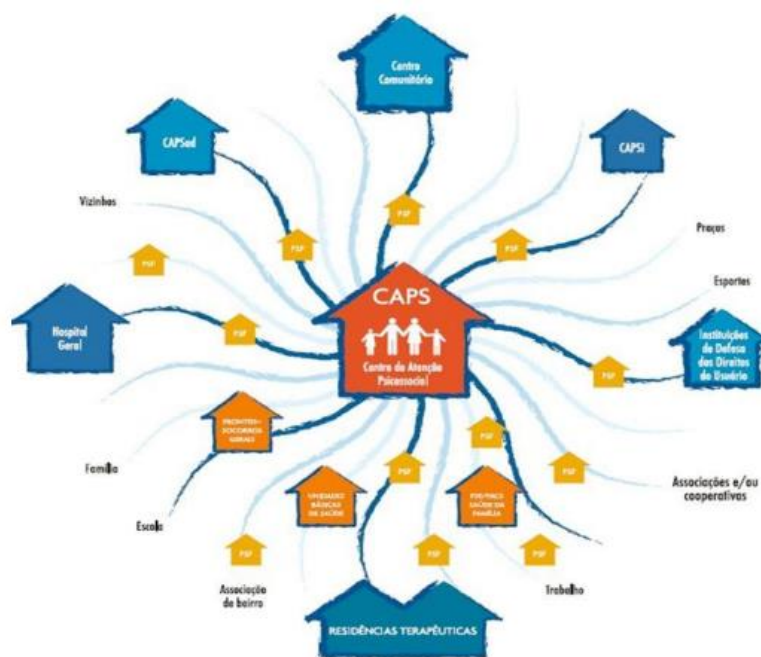 Centro
Comunitário
CAPSad
CAPSi
Vizinhos
PSF
PSF
PSF
Praças
PSF
PSF
CAPS
Esportes
Hospital
Geral
PSF
Centro de Atenção
Psicossocial
Instituições
de Defesa
dos Direitos
do Usuário
PSF
PRONTOS-
SOCORROS
GERAIS
PSF
Família
PSF
PSF
Associações e/ou
cooperativas
UNIDADES
BÁSICAS
DE SAÚDE
PSF/PACS
SAÚDE DA
FAMÍLIA
Escola
PSF
PSF
PSF
Associação
de bairro
Trabalho
RESIDÊNCIAS TERAPÊUTICAS